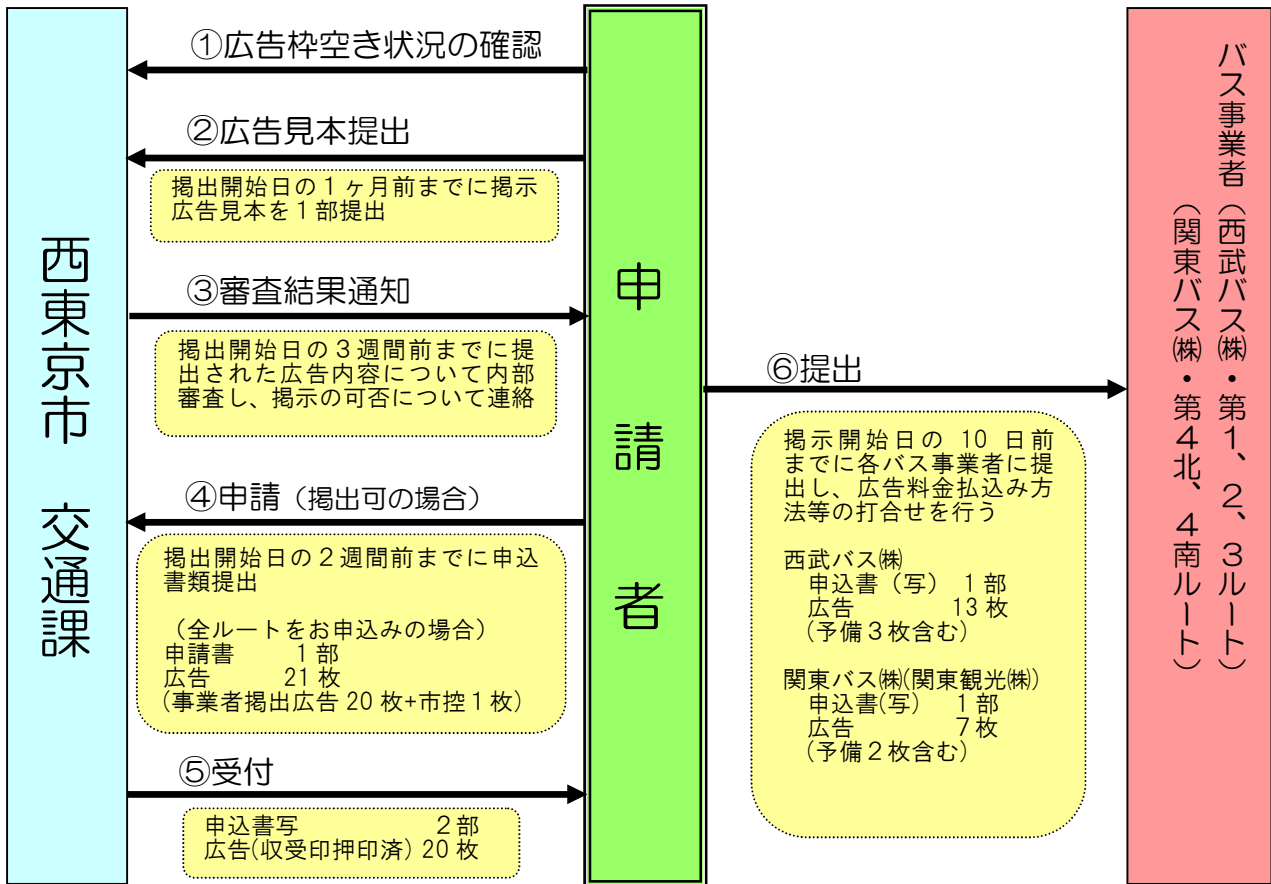 西東京市 交通課
①広告枠空き状況の確認
②広告見本提出
掲出開始日の1ヶ月前までに掲示
広告見本を1部提出
③審査結果通知
掲出開始日の3週間前までに提
出された広告内容について内部
審査し、掲示の可否について連絡
④申請（掲出可の場合）
掲出開始日の2週間前までに申込
書類提出
（全ルートをお申込みの場合）
申請書 1部
広告 21枚
(事業者掲出広告20枚+市控1枚)
⑤受付
申込書写 2部
広告(収受印押印済) 20枚
申請者
⑥提出
掲示開始日の 10 日前
までに各バス事業者に提
出し、広告料金払込み方
法等の打合せを行う
西武バス㈱
申込書（写） 1部
広告 13枚
(予備3枚含む)
関東バス㈱(関東観光㈱)
申込書(写) 1部
広告 7枚
(予備2枚含む)
バス事業者（西武バス㈱・第1、2、3ルート）
（関東バス㈱・第4北、4南ルート）